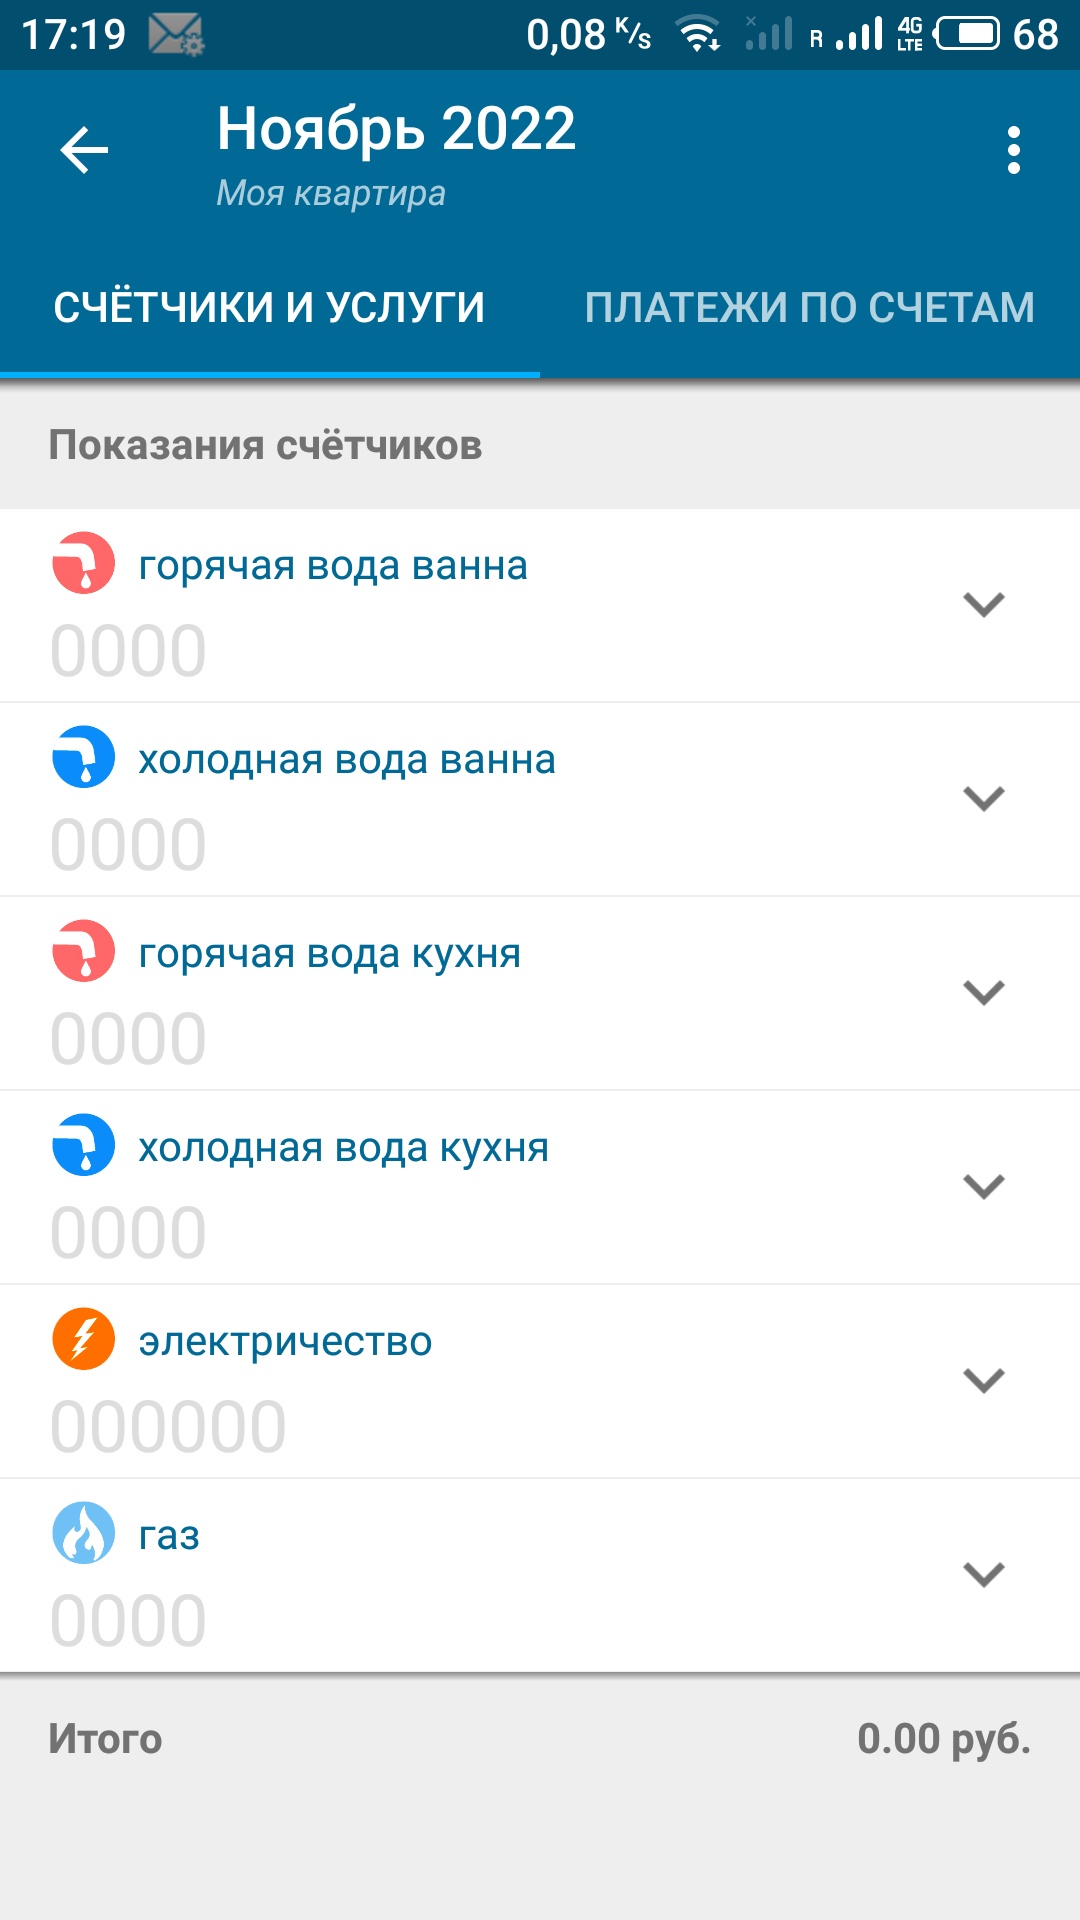 17:19 0,08 K/s R 4G LTE 68
Ноябрь 2022
Моя квартира
СЧЁТЧИКИ И УСЛУГИ ПЛАТЕЖИ ПО СЧЕТАМ
Показания счётчиков
горячая вода ванна
0000
холодная вода ванна
0000
горячая вода кухня
0000
холодная вода кухня
0000
электричество
000000
газ
0000
Итого 0.00 руб.